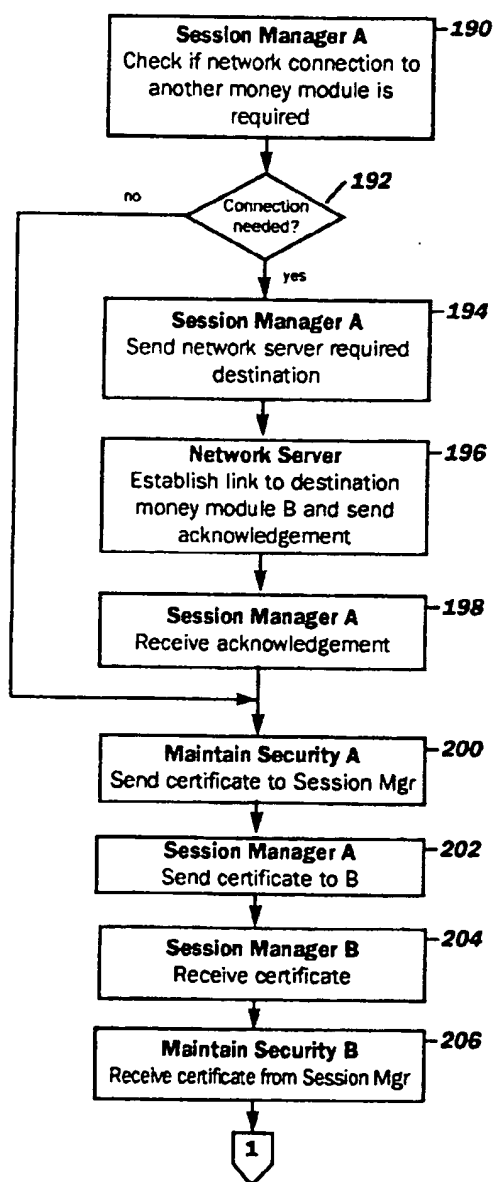 Session Manager A
190
Check if network connection to
another money module is
required
192
no
Connection
needed?
yes
Session Manager A
194
Send network server required
destination
Network Server
196
Establish link to destination
money module B and send
acknowledgement
Session Manager A
198
Receive acknowledgement
Maintain Security A
200
Send certificate to Session Mgr
Session Manager A
202
Send certificate to B
Session Manager B
204
Receive certificate
Maintain Security B
206
Receive certificate from Session Mgr
1